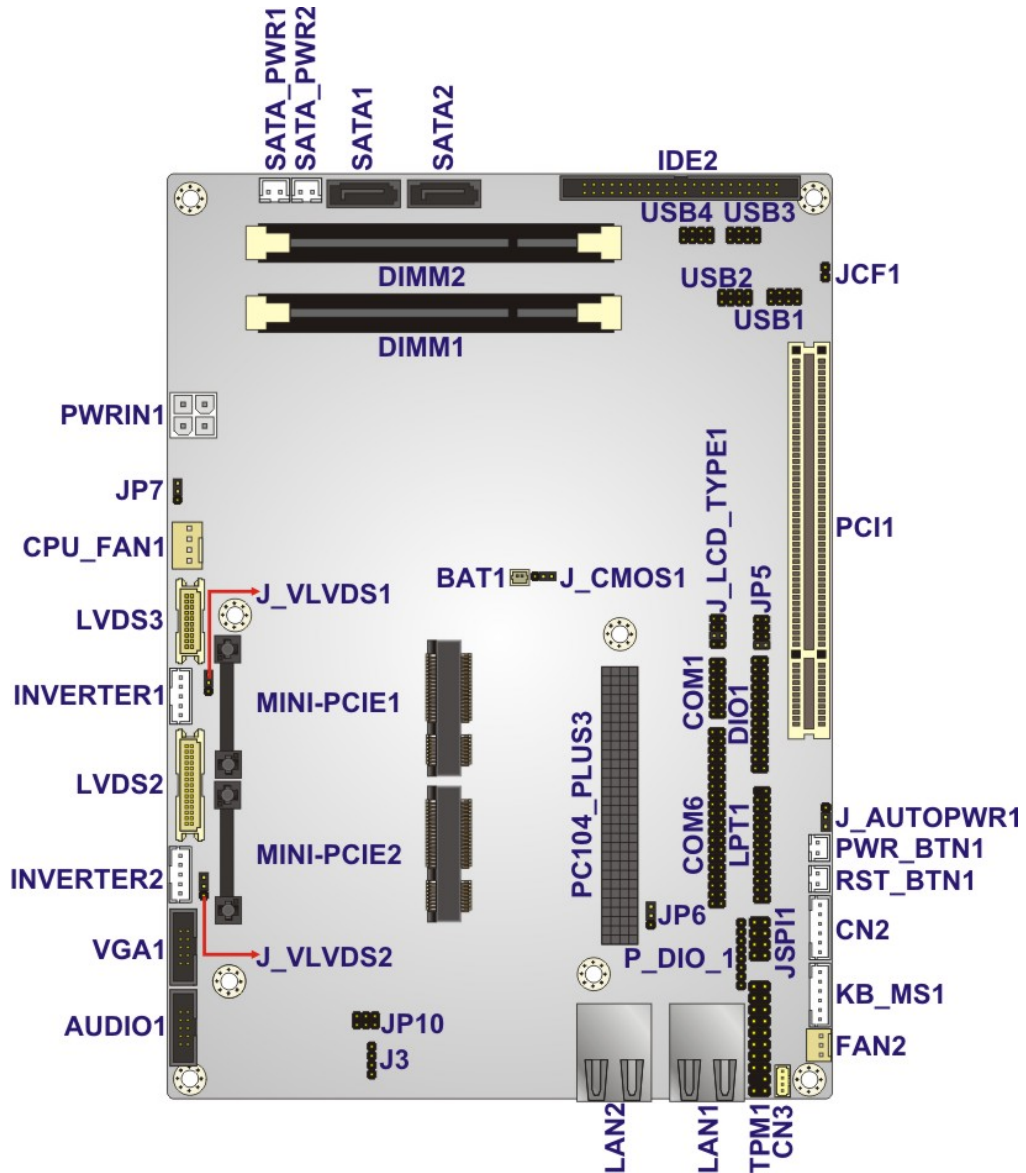 SATA_PWR1
SATA_PWR2
SATA1
SATA2
IDE2
USB4
USB3
JCF1
USB2
USB1
DIMM2
DIMM1
PWRIN1
JP7
CPU_FAN1
PCI1
J_LCD_TYPE1
JP5
BAT1
J_CMOS1
J_VLVDS1
LVDS3
INVERTER1
MINI-PCIE1
COM1
DIO1
LVDS2
PC104_PLUS3
COM6
LPT1
J_AUTOPWR1
PWR_BTN1
MINI-PCIE2
INVERTER2
RST_BTN1
JP6
CN2
VGA1
J_VLVDS2
P_DIO_1
JSPI1
KB_MS1
AUDIO1
JP10
FAN2
J3
LAN2
LAN1
TPM1
CN3